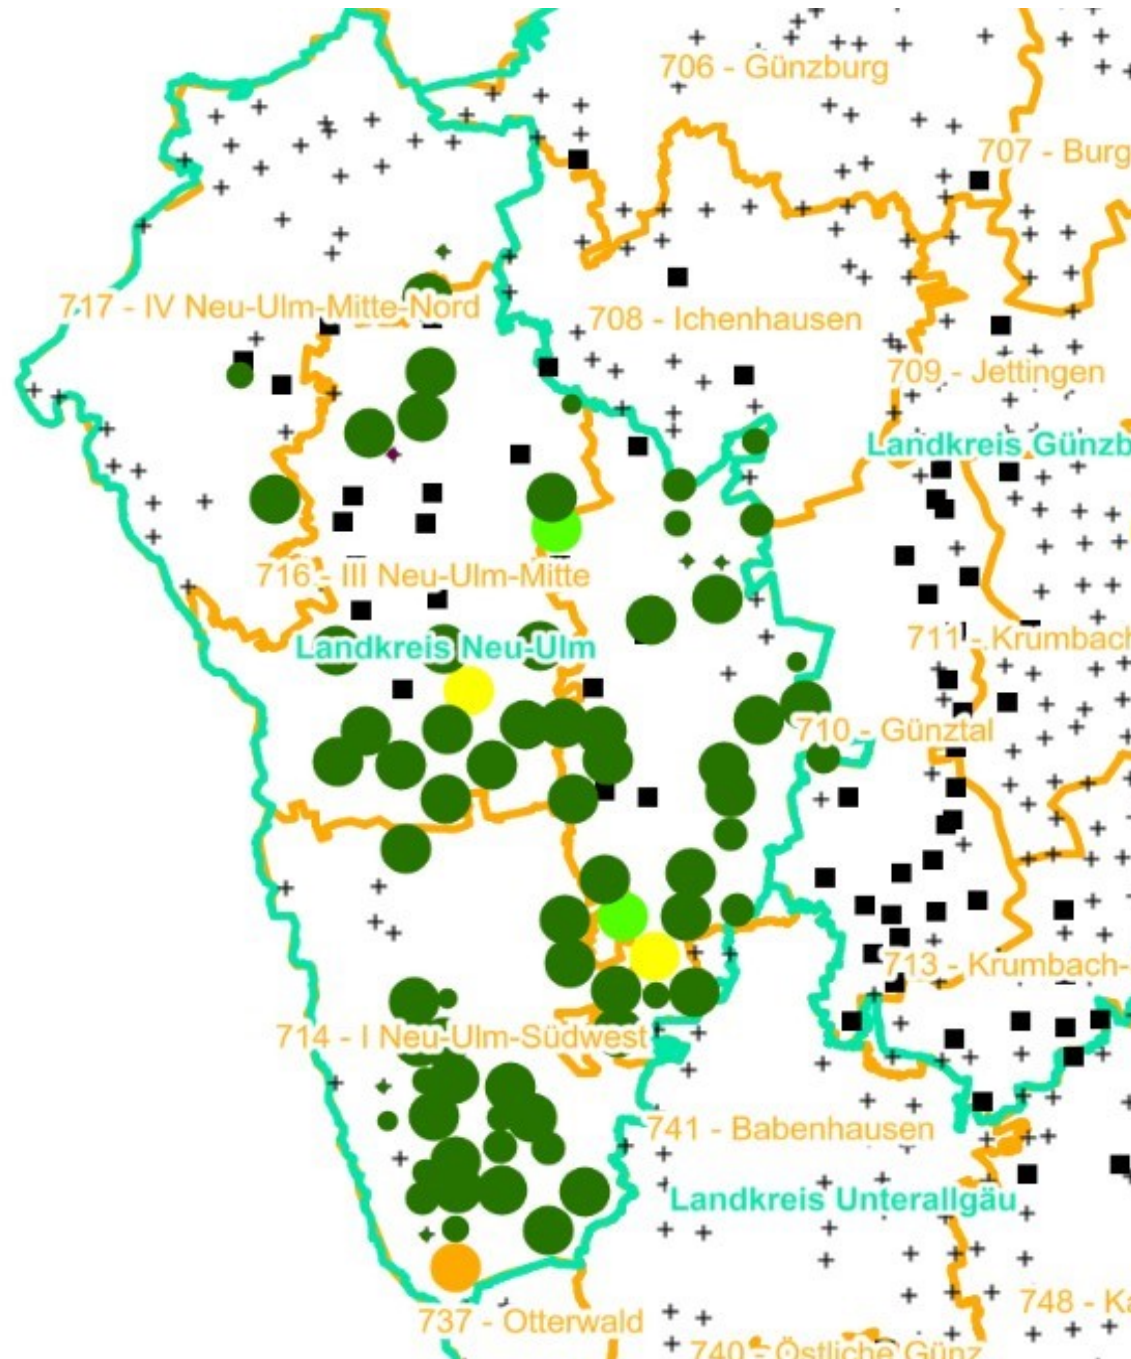 706 - Günzburg
707 - Burg
717 - IV Neu-Ulm-Mitte-Nord
708 - Ichenhausen
709 - Jettingen
Landkreis Günzb
716 - III Neu-Ulm-Mitte
Landkreis Neu-Ulm
711 - Krumbach
710 - Günztal
713 - Krumbach-
714 - I Neu-Ulm-Südwest
741 - Babenhausen
Landkreis Unterallgäu
748 - Ka
737 - Otterwald
740 - Östliche Günz